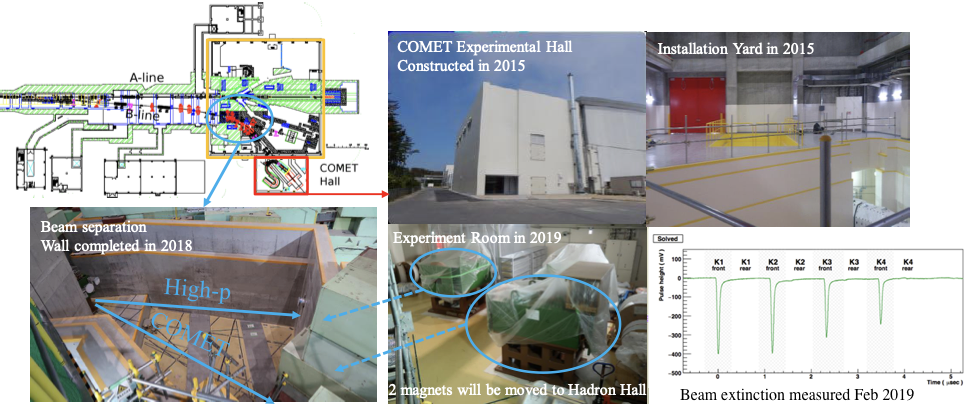 A-line
B-line
COMET
Hall
COMET Experimental Hall
Constructed in 2015
Installation Yard in 2015
Beam separation
Wall completed in 2018
High-p
COMET
Experiment Room in 2019
2 magnets will be moved to Hadron Hall
Solved
K1 K1 K2 K2 K3 K3 K4 K4
front rear front rear front rear front rear
Pulse height ( mV)
100
0
-100
-200
-300
-400
-500
0 1 2 3 4 5
Time ( μsec )
Beam extinction measured Feb 2019